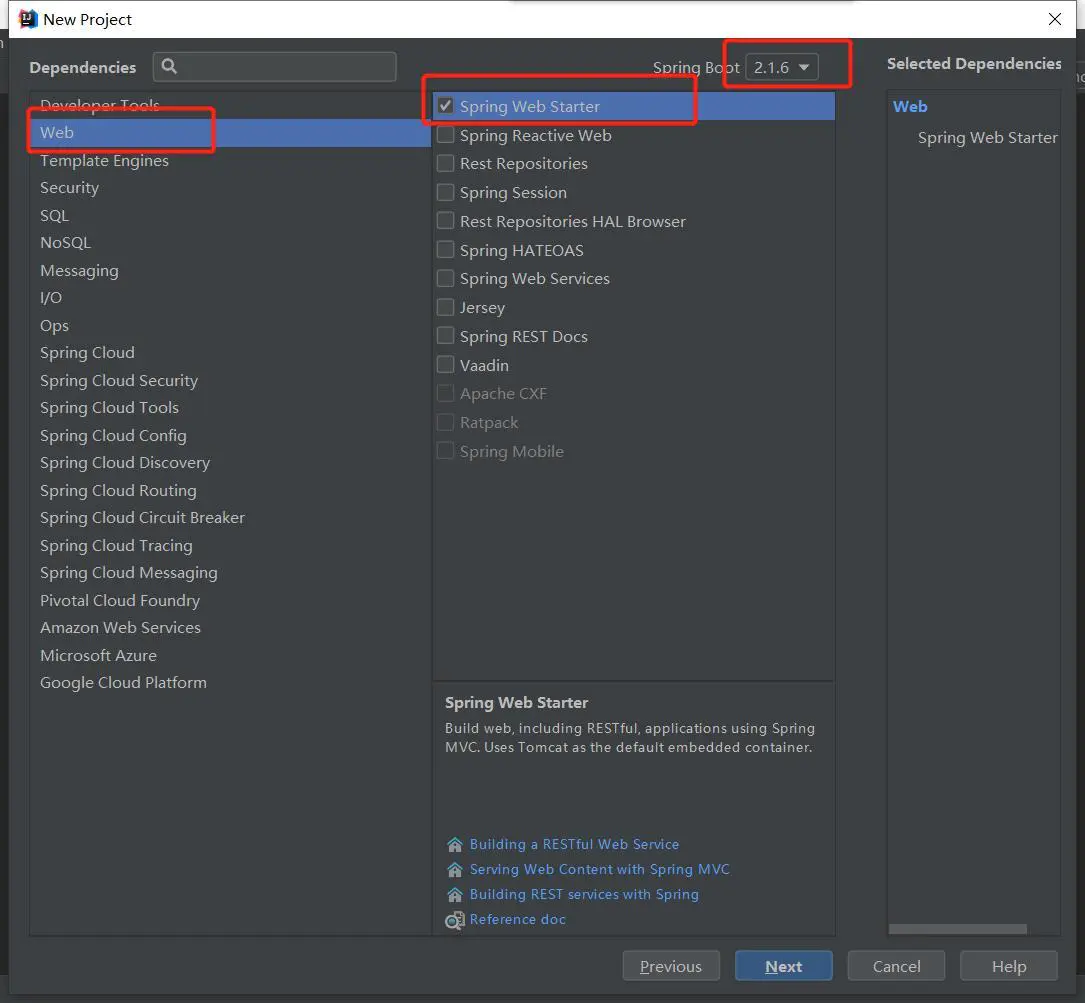 New Project
Dependencies
Spring Boot 2.1.6
Selected Dependencies
Developer Tools
Web
Template Engines
Security
SQL
NoSQL
Messaging
I/O
Ops
Spring Cloud
Spring Cloud Security
Spring Cloud Tools
Spring Cloud Config
Spring Cloud Discovery
Spring Cloud Routing
Spring Cloud Circuit Breaker
Spring Cloud Tracing
Spring Cloud Messaging
Pivotal Cloud Foundry
Amazon Web Services
Microsoft Azure
Google Cloud Platform
Spring Web Starter
Spring Reactive Web
Rest Repositories
Spring Session
Rest Repositories HAL Browser
Spring HATEOAS
Spring Web Services
Jersey
Spring REST Docs
Vaadin
Apache CXF
Ratpack
Spring Mobile
Spring Web Starter
Build web, including RESTful, applications using Spring
MVC. Uses Tomcat as the default embedded container.
Building a RESTful Web Service
Serving Web Content with Spring MVC
Building REST services with Spring
Reference doc
Web
Spring Web Starter
Previous
Next
Cancel
Help